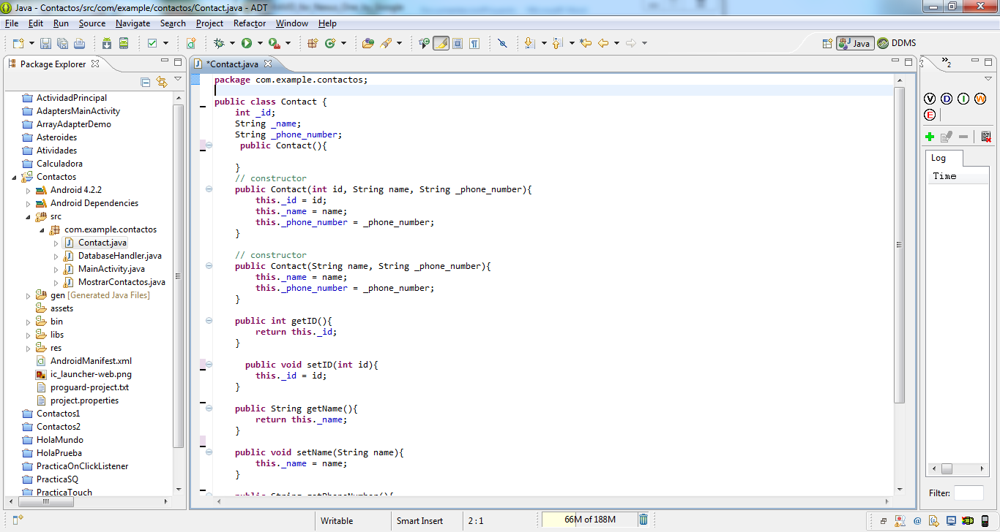 Java - Contactos/src/com/example/contactos/Contact.java - ADT
File Edit Run Source Navigate Search Project Refactor Window Help
Java DDMS
Package Explorer
*Contact.java
2
ActividadPrincipal
AdaptersMainActivity
ArrayAdapterDemo
Asteroides
Atividades
Calculadora
Contactos
Android 4.2.2
Android Dependencies
src
com.example.contactos
Contact.java
DatabaseHandler.java
MainActivity.java
MostrarContactos.java
gen [Generated Java Files]
assets
bin
libs
res
AndroidManifest.xml
ic_launcher-web.png
proguard-project.txt
project.properties
Contactos1
Contactos2
HolaMundo
HolaPrueba
PracticaOnClickListener
PracticaSQ
PracticaTouch
package com.example.contactos;
public class Contact {
int _id;
String _name;
String _phone_number;
public Contact(){
}
// constructor
public Contact(int id, String name, String _phone_number){
this._id = id;
this._name = name;
this._phone_number = _phone_number;
}
// constructor
public Contact(String name, String _phone_number){
this._name = name;
this._phone_number = _phone_number;
}
public int getID(){
return this._id;
}
public void setID(int id){
this._id = id;
}
public String getName(){
return this._name;
}
public void setName(String name){
this._name = name;
}
public String getPhoneNumber(){
V D I W
E
Log
Time
Filter:
Writable Smart Insert 2 : 1 66M of 188M